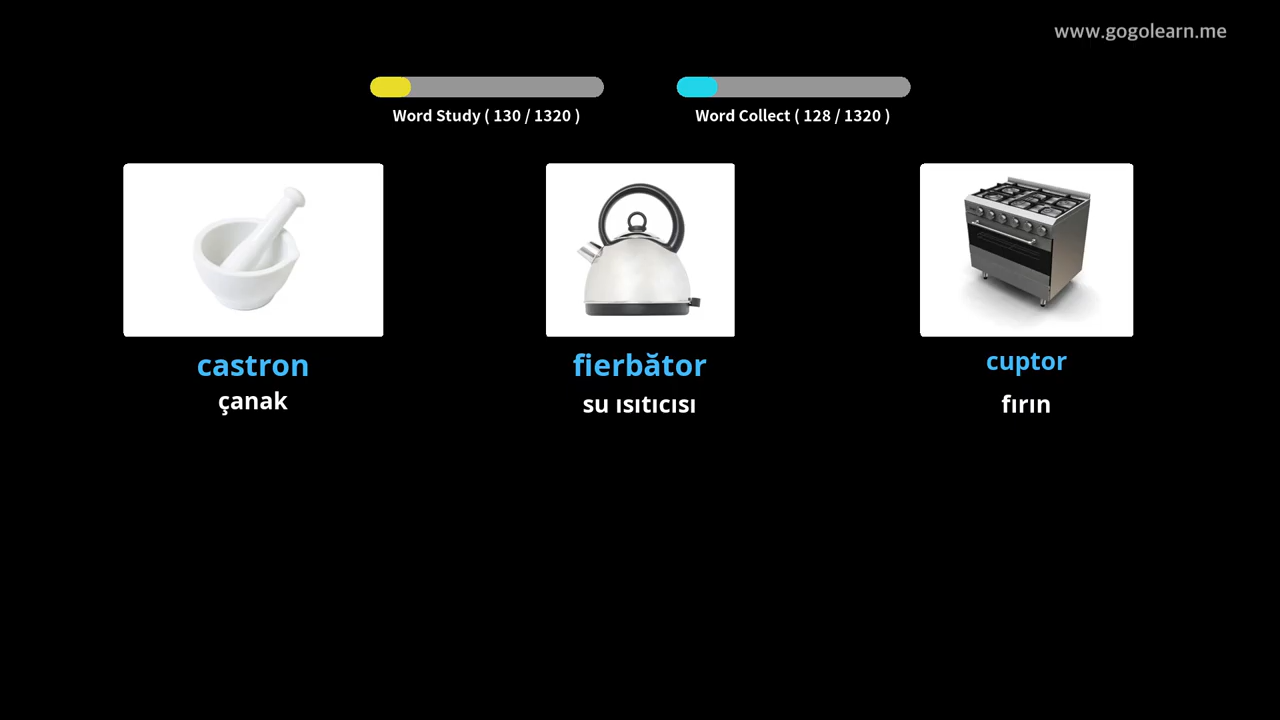 www.gogolearn.me
Word Study ( 130 / 1320 )
Word Collect ( 128 / 1320 )
castron
çanak
fierbător
su ısıtıcısı
cuptor
fırın